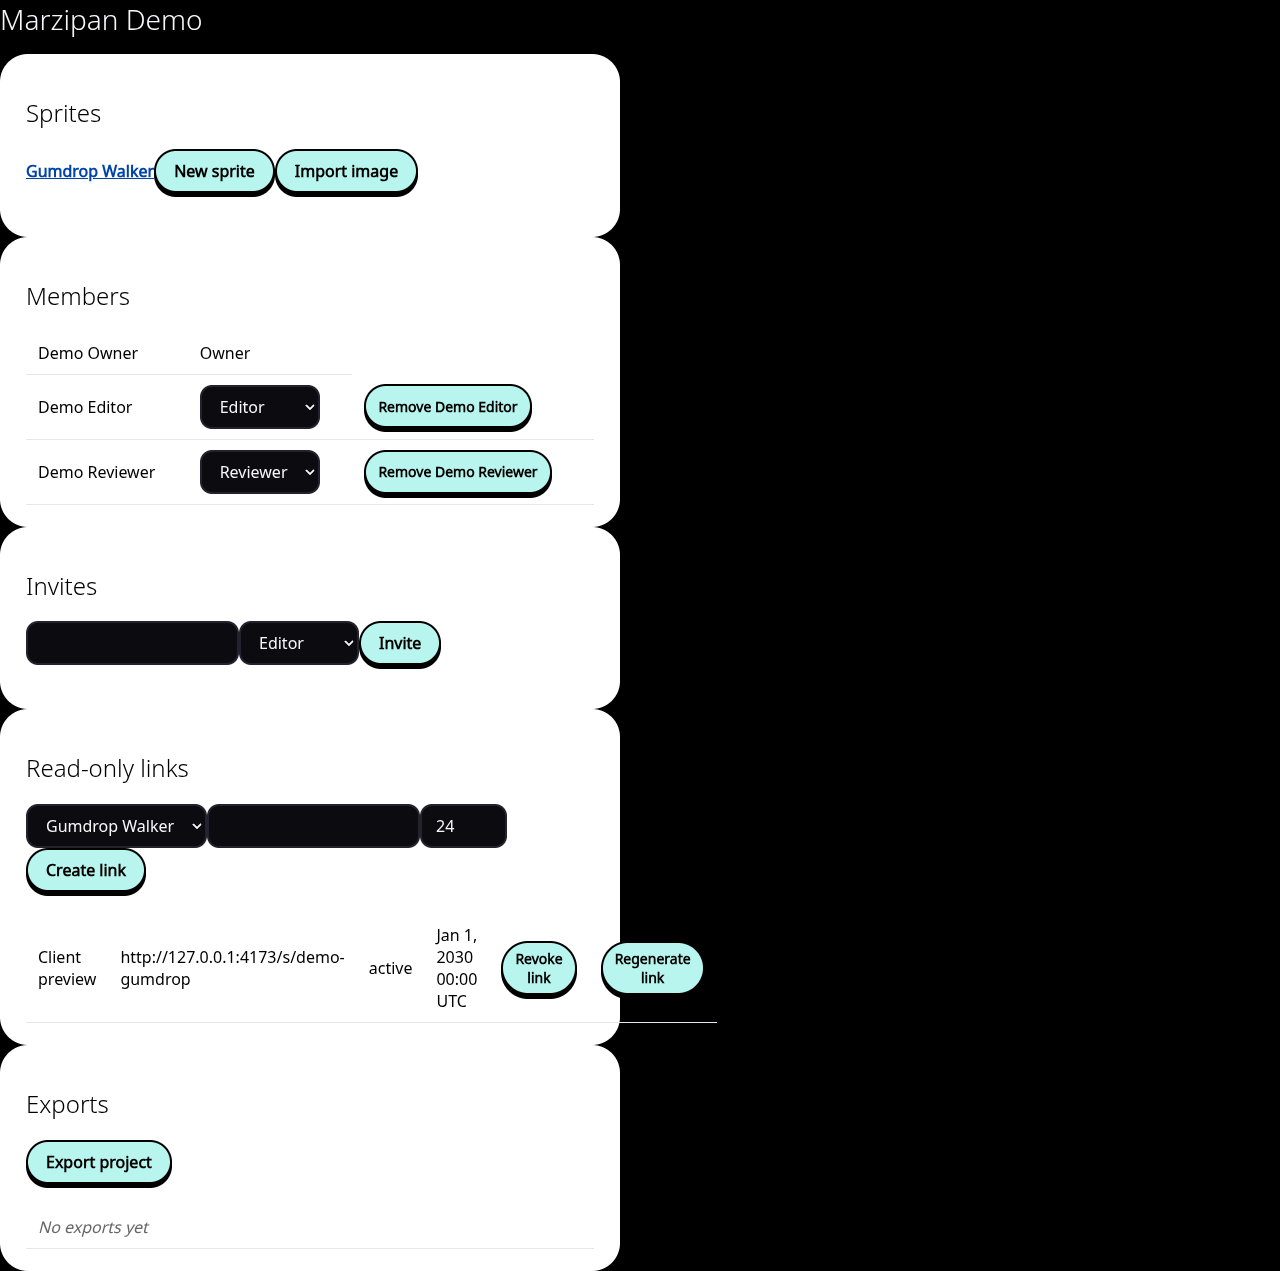 Marzipan Demo
Sprites
Gumdrop Walker New sprite Import image
Members
Demo Owner Owner
Demo Editor Editor Remove Demo Editor
Demo Reviewer Reviewer Remove Demo Reviewer
Invites
Editor Invite
Read-only links
Gumdrop Walker 24
Create link
Client
preview
http://127.0.0.1:4173/s/demo-
gumdrop
active
Jan 1,
2030
00:00
UTC
Revoke
link
Regenerate
link
Exports
Export project
No exports yet